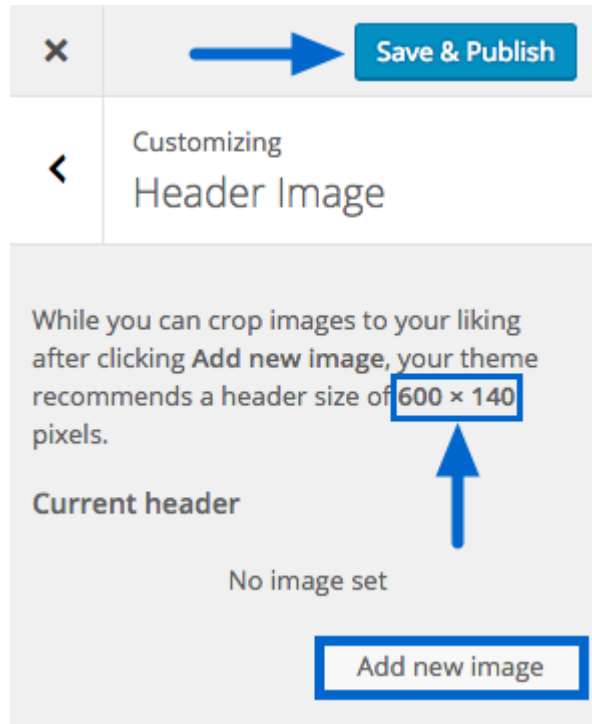 Save & Publish
Customizing
Header Image
While you can crop images to your liking
after clicking Add new image, your theme
recommends a header size of 600 × 140
pixels.
Current header
No image set
Add new image